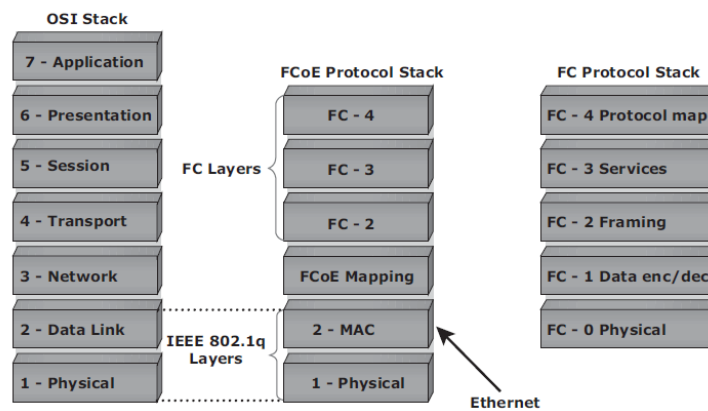 OSI Stack
7 - Application
6 - Presentation
5 - Session
4 - Transport
3 - Network
2 - Data Link
1 - Physical
FC Layers
IEEE 802.1q
Layers
FCoE Protocol Stack
FC - 4
FC - 3
FC - 2
FCoE Mapping
2 - MAC
1 - Physical
Ethernet
FC Protocol Stack
FC - 4 Protocol map
FC - 3 Services
FC - 2 Framing
FC - 1 Data enc/dec
FC - 0 Physical